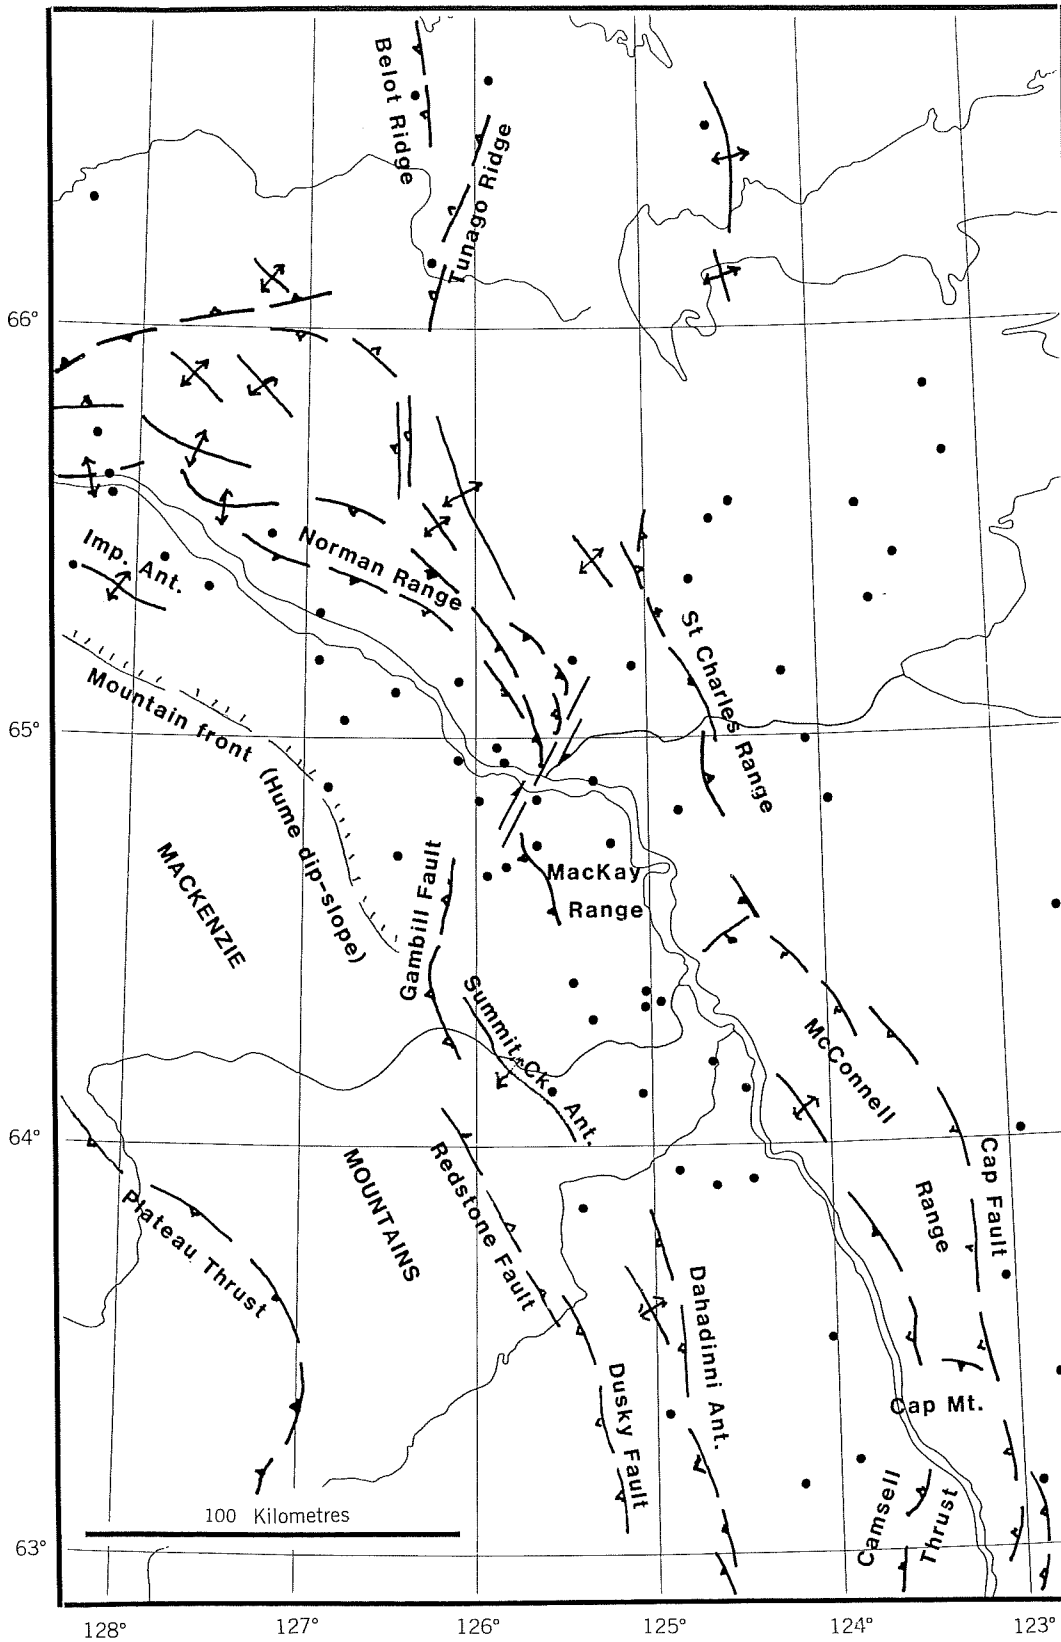 Belot Ridge
Tunago Ridge
66°
Norman Range
Imp. Ant.
St Charles Range
Mountain front (Hume dip-slope)
65°
MACKENZIE
Gambill Fault
MacKay
Range
Summit Ck. Ant.
McConnell
Range
64°
MOUNTAINS
Redstone Fault
Cap Fault
Plateau Thrust
Dahadinni Ant.
Dusky Fault
Cap Mt.
Camsell
Thrust
100 Kilometres
63°
128° 127° 126° 125° 124° 123°